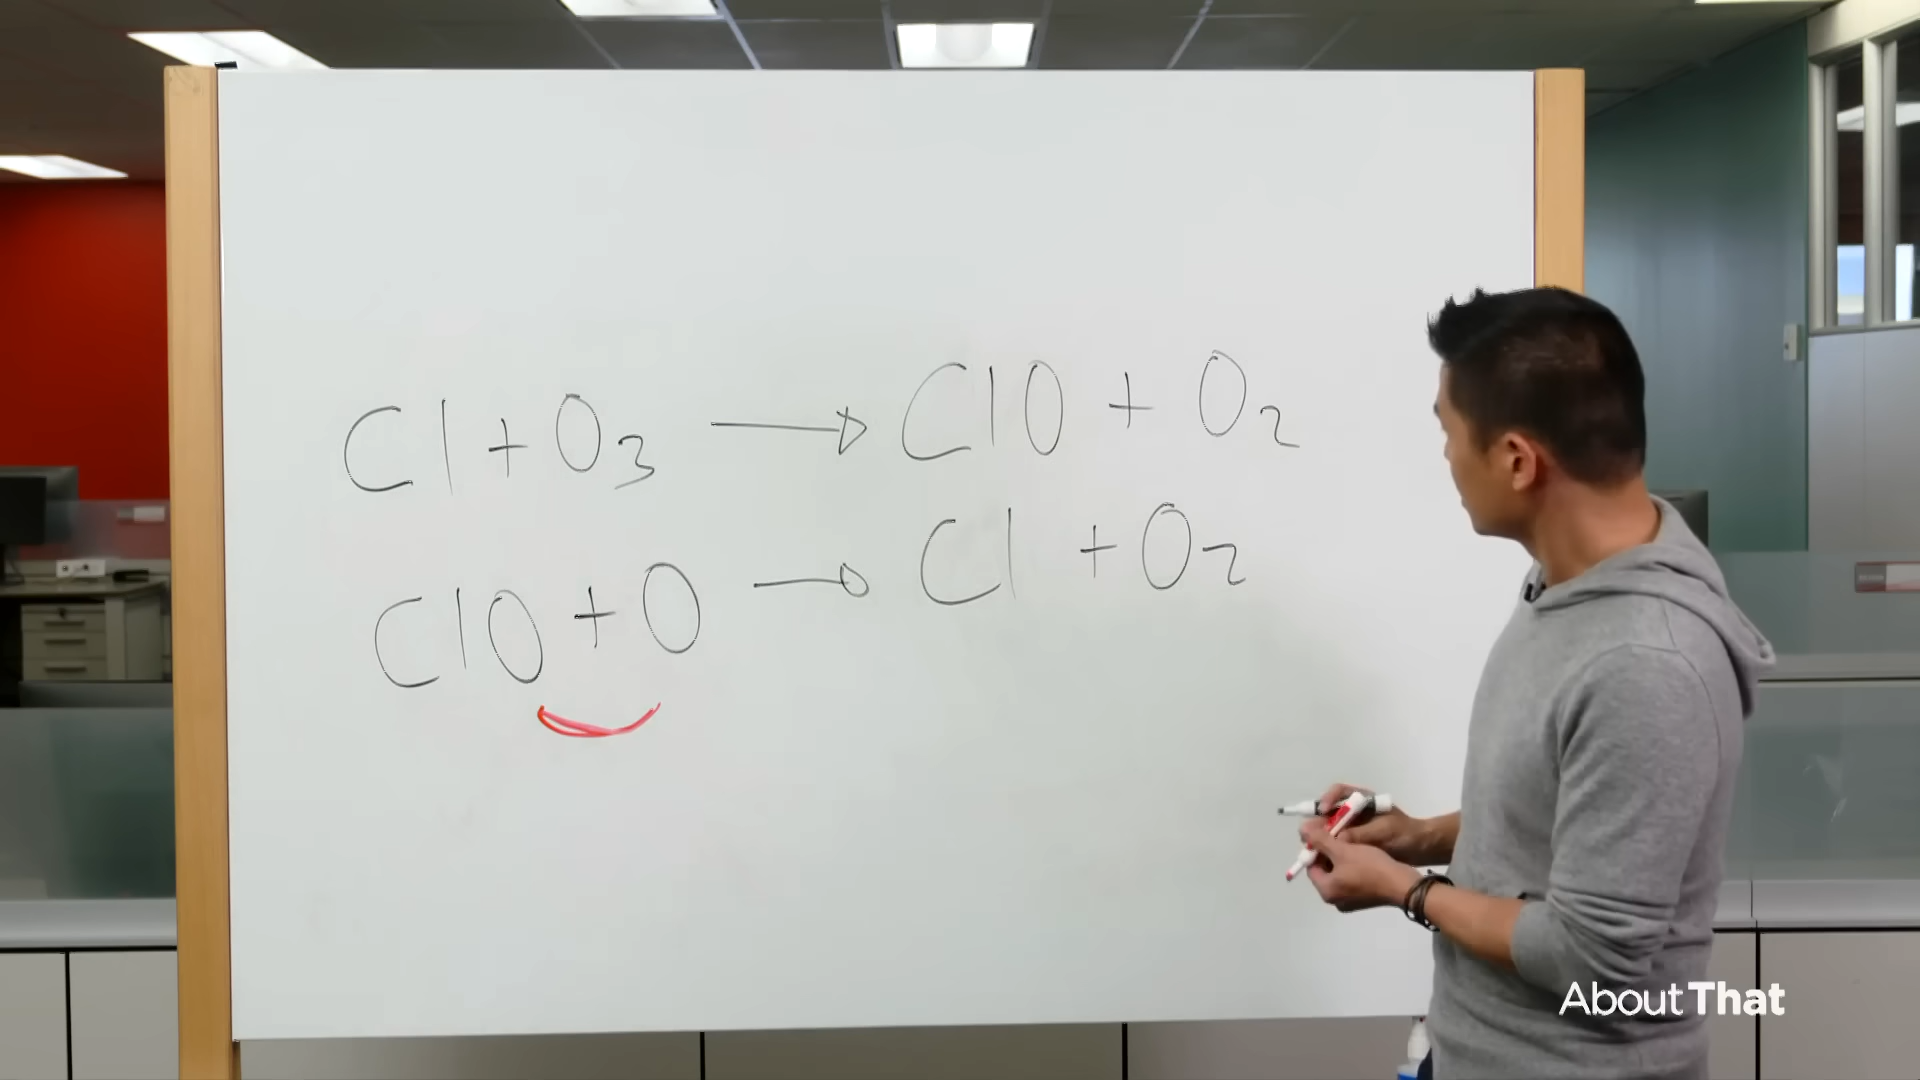 Cl + O₃ → ClO + O₂
ClO + O → Cl + O₂
About That